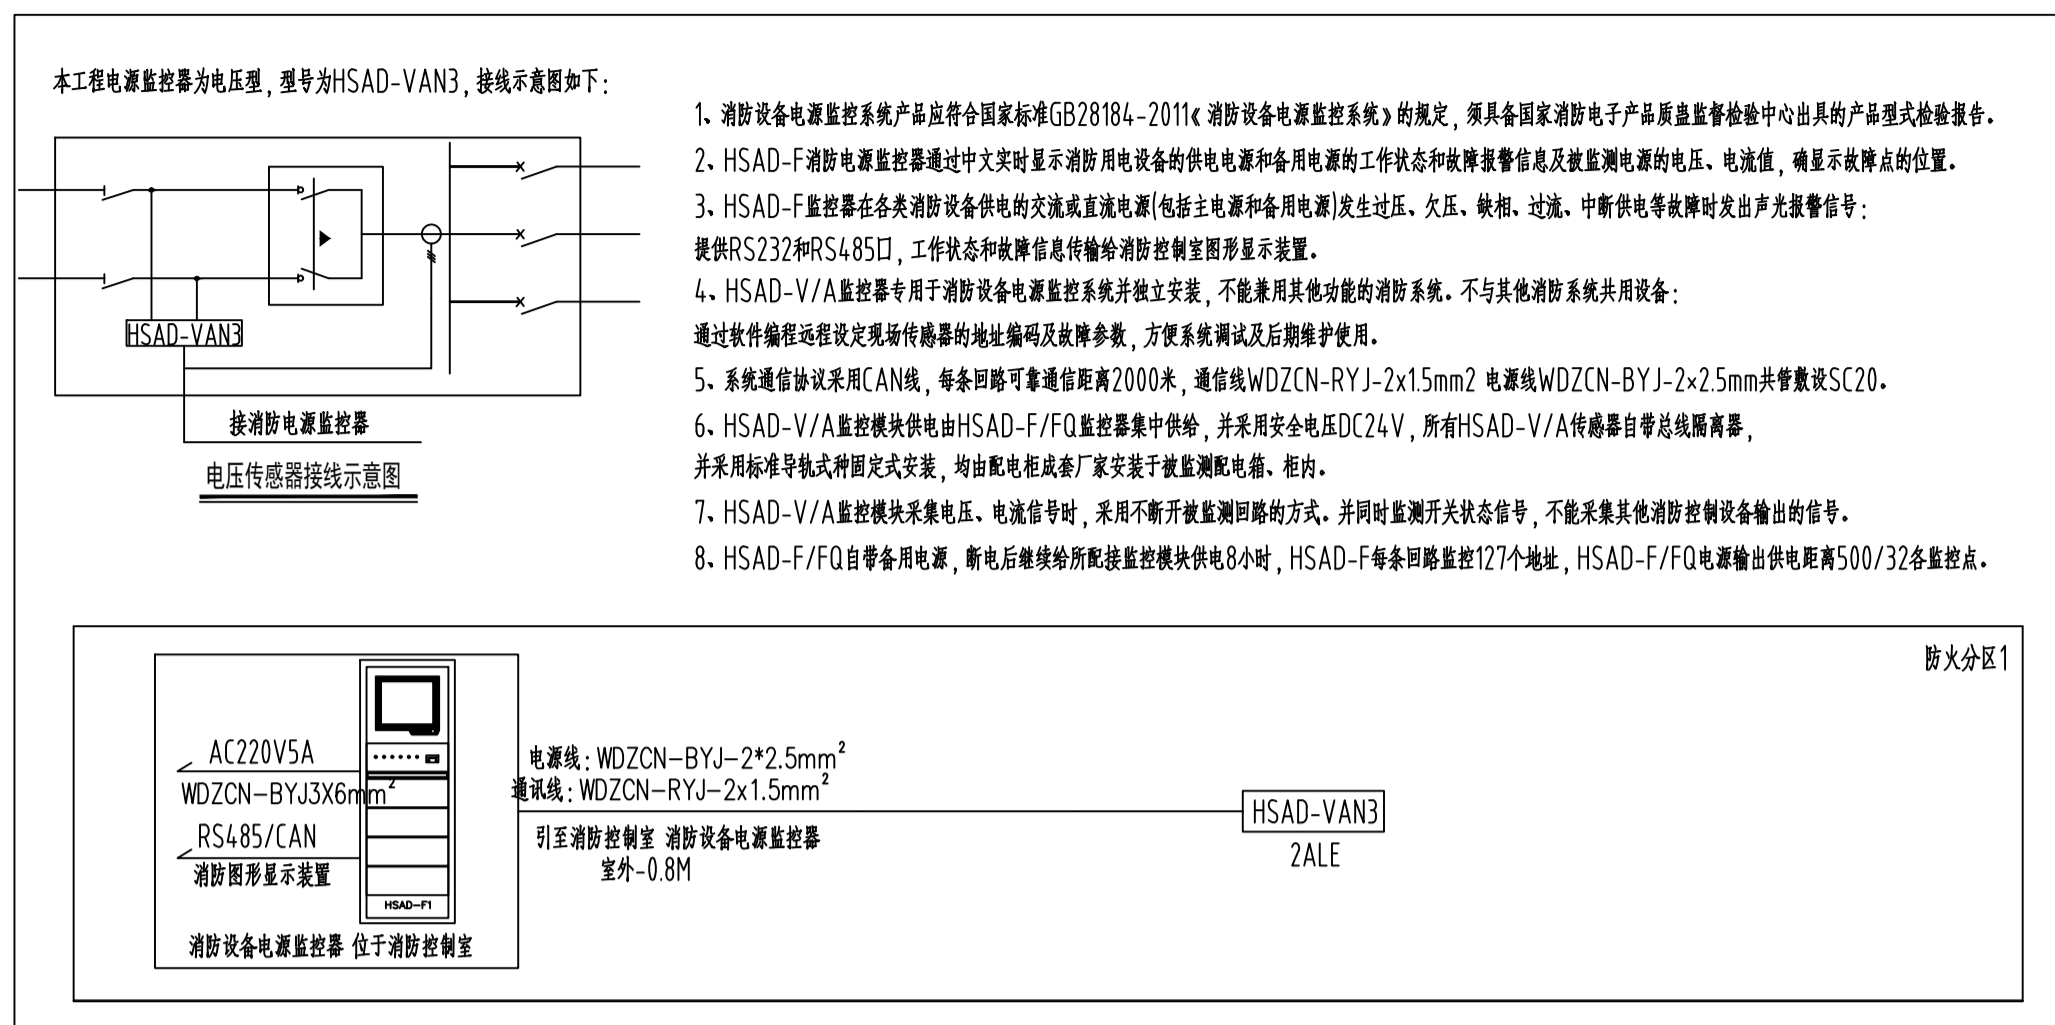 本工程电源监控器为电压型，型号为HSAD-VAN3，接线示意图如下：
HSAD-VAN3
接消防电源监控器
电压传感器接线示意图
1、消防设备电源监控系统产品应符合国家标准GB28184-2011《消防设备电源监控系统》的规定，须具备国家消防电子产品质蛊监督检验中心出具的产品型式检验报告。
2、HSAD-F消防电源监控器通过中文实时显示消防用电设备的供电电源和备用电源的工作状态和故障报警信息及被监测电源的电压、电流值，确显示故障点的位置。
3、HSAD-F监控器在各类消防设备供电的交流或直流电源(包括主电源和备用电源)发生过压、欠压、缺相、过流、中断供电等故障时发出声光报警信号：
提供RS232和RS485口，工作状态和故障信息传输给消防控制室图形显示装置。
4、HSAD-V/A监控器专用于消防设备电源监控系统并独立安装，不能兼用其他功能的消防系统。不与其他消防系统共用设备：
通过软件编程远程设定现场传感器的地址编码及故障参数，方便系统调试及后期维护使用。
5、系统通信协议采用CAN线，每条回路可靠通信距离2000米，通信线WDZCN-RYJ-2x1.5mm2 电源线WDZCN-BYJ-2×2.5mm共管敷设SC20。
6、HSAD-V/A监控模块供电由HSAD-F/FQ监控器集中供给，并采用安全电压DC24V，所有HSAD-V/A传感器自带总线隔离器，
并采用标准导轨式种固定式安装，均由配电柜成套厂家安装于被监测配电箱、柜内。
7、HSAD-V/A监控模块采集电压、电流信号时，采用不断开被监测回路的方式。并同时监测开关状态信号，不能采集其他消防控制设备输出的信号。
8、HSAD-F/FQ自带备用电源，断电后继续给所配接监控模块供电8小时，HSAD-F每条回路监控127个地址，HSAD-F/FQ电源输出供电距离500/32各监控点。
防火分区1
AC220V5A
WDZCN-BYJ3X6mm²
RS485/CAN
消防图形显示装置
HSAD-F1
消防设备电源监控器 位于消防控制室
电源线：WDZCN-BYJ-2*2.5mm²
通讯线：WDZCN-RYJ-2x1.5mm²
引至消防控制室 消防设备电源监控器
室外-0.8M
HSAD-VAN3
2ALE